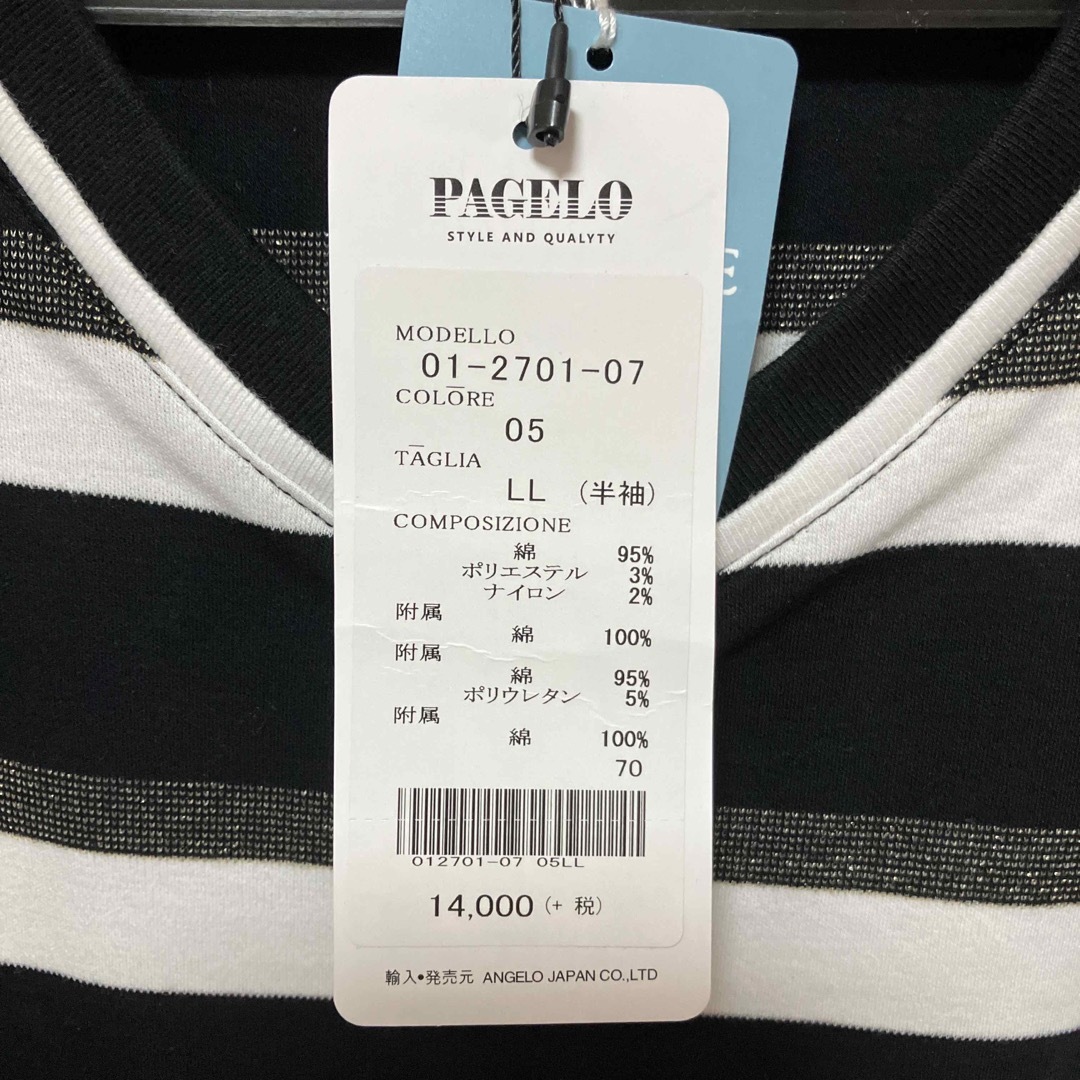 PAGELO
STYLE AND QUALYTY
E
MODELLO
01-2701-07
COLORE
05
TAGLIA
LL (半袖)
COMPOSIZIONE
綿 95%
ポリエステル 3%
ナイロン 2%
附属
綿 100%
附属
綿 95%
ポリウレタン 5%
附属
綿 100%
70
012701-07 05LL
14,000 (+ 税)
輸入•発売元 ANGELO JAPAN CO.,LTD